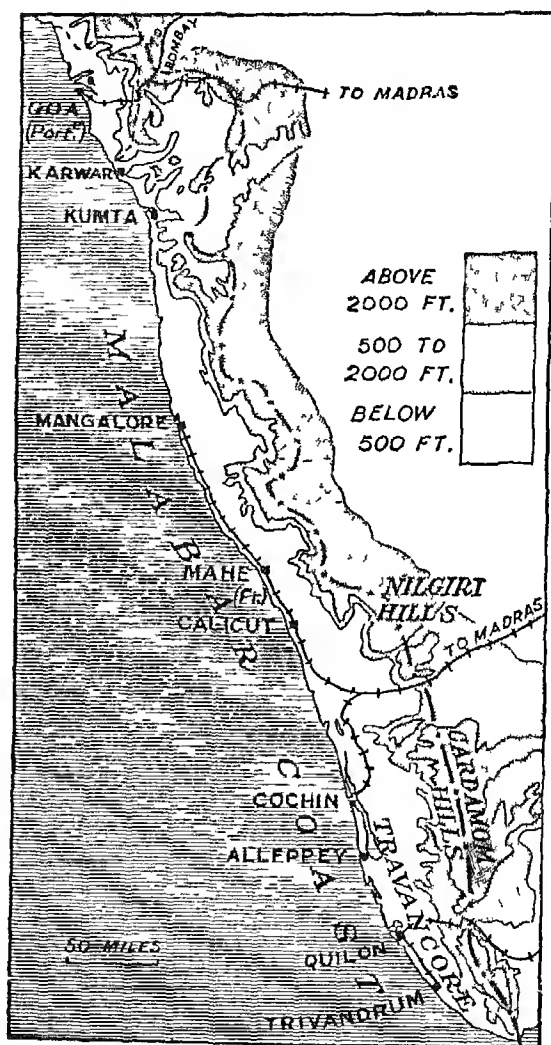 BOMBAY
TO MADRAS
GOA
(Port.)
KARWAR
KUMTA
ABOVE
2000 FT.
500 TO
2000 FT.
BELOW
500 FT.
MALABAR COAST
MANGALORE
MAHE
(Fr.)
CALICUT
NILGIRI
HILLS
TO MADRAS
CARDAMOM
HILLS
COCHIN
ALLEPPEY
TRAVANCORE
50 MILES
QUILON
TRIVANDRUM